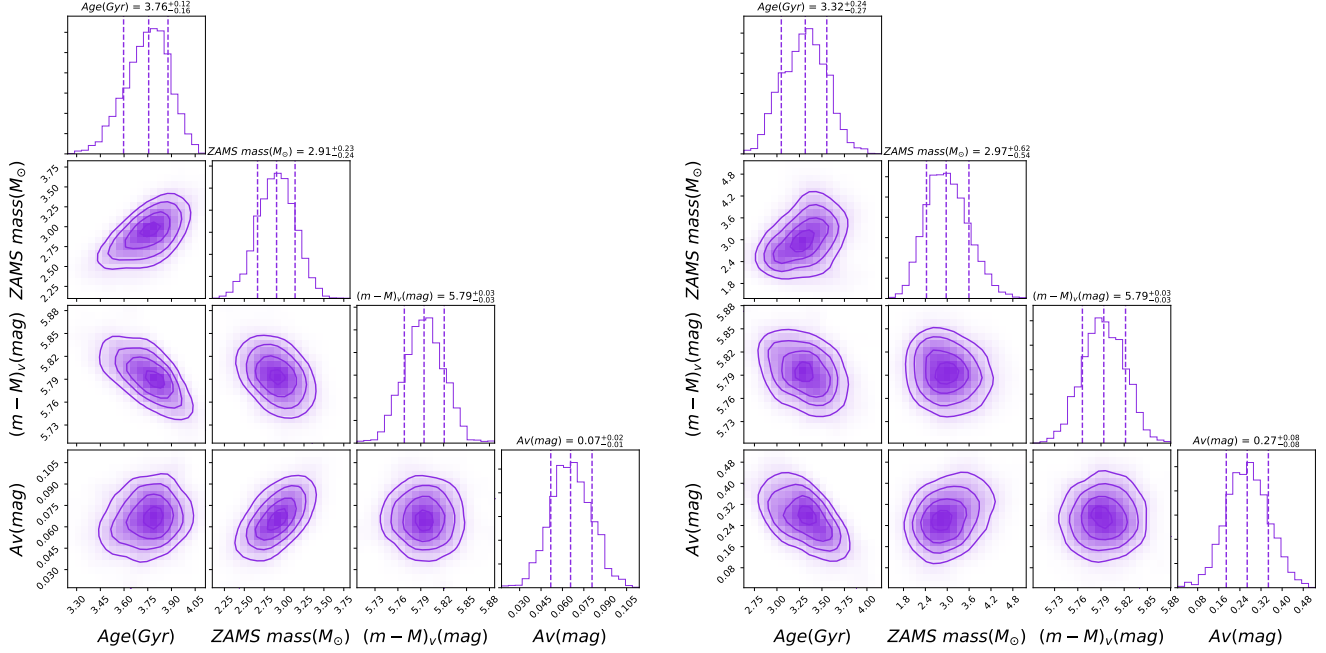 Age(Gyr) = 3.76+0.12−0.16
ZAMS mass(M⊙) = 2.91+0.23−0.24
(m − M)v(mag) = 5.79+0.03−0.03
Av(mag) = 0.07+0.02−0.01
ZAMS mass(M⊙)
3.75
3.50
3.25
3.00
2.75
2.50
2.25
(m − M)v(mag)
5.88
5.85
5.82
5.79
5.76
5.73
Av(mag)
0.105
0.090
0.075
0.060
0.045
0.030
3.30 3.45 3.60 3.75 3.90 4.05
2.25 2.50 2.75 3.00 3.25 3.50 3.75
5.73 5.76 5.79 5.82 5.85 5.88
0.030 0.045 0.060 0.075 0.090 0.105
Age(Gyr) ZAMS mass(M⊙) (m − M)v(mag) Av(mag)
Age(Gyr) = 3.32+0.24−0.27
ZAMS mass(M⊙) = 2.97+0.62−0.54
(m − M)v(mag) = 5.79+0.03−0.03
Av(mag) = 0.27+0.08−0.08
ZAMS mass(M⊙)
4.8
4.2
3.6
3.0
2.4
1.8
(m − M)v(mag)
5.88
5.85
5.82
5.79
5.76
5.73
Av(mag)
0.48
0.40
0.32
0.24
0.16
0.08
2.75 3.00 3.25 3.50 3.75 4.00
1.8 2.4 3.0 3.6 4.2 4.8
5.73 5.76 5.79 5.82 5.85 5.88
0.08 0.16 0.24 0.32 0.40 0.48
Age(Gyr) ZAMS mass(M⊙) (m − M)v(mag) Av(mag)